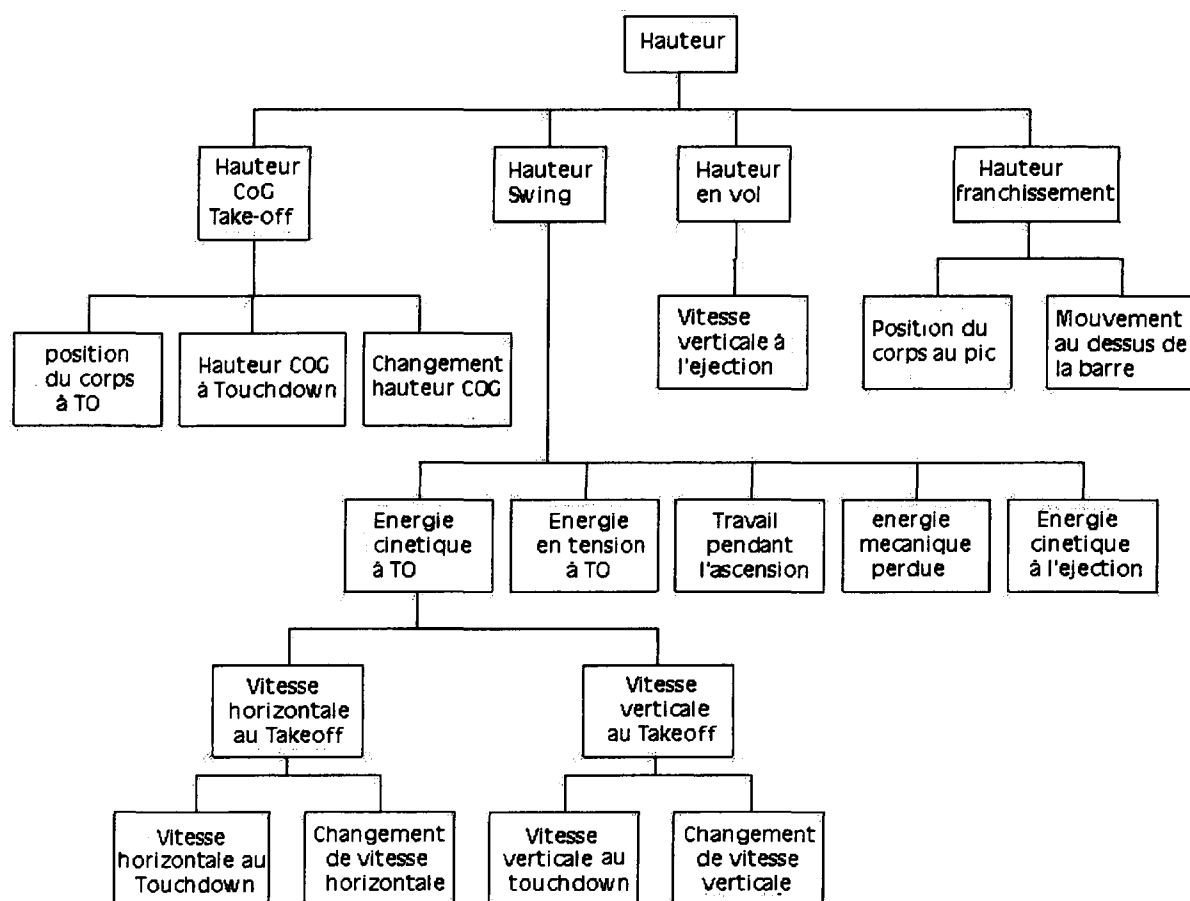 Hauteur
Hauteur
CoG
Take-off
Hauteur
Swing
Hauteur
en vol
Hauteur
franchissement
position
du corps
à TO
Hauteur COG
à Touchdown
Changement
hauteur COG
Vitesse
verticale à
l'ejection
Position du
corps au pic
Mouvement
au dessus de
la barre
Energie
cinetique
à TO
Energie
en tension
à TO
Travail
pendant
l'ascension
energie
mecanique
perdue
Energie
cinetique
à l'ejection
Vitesse
horizontale
au Takeoff
Vitesse
verticale
au Takeoff
Vitesse
horizontale au
Touchdown
Changement
de vitesse
horizontale
Vitesse
verticale au
touchdown
Changement
de vitesse
verticale